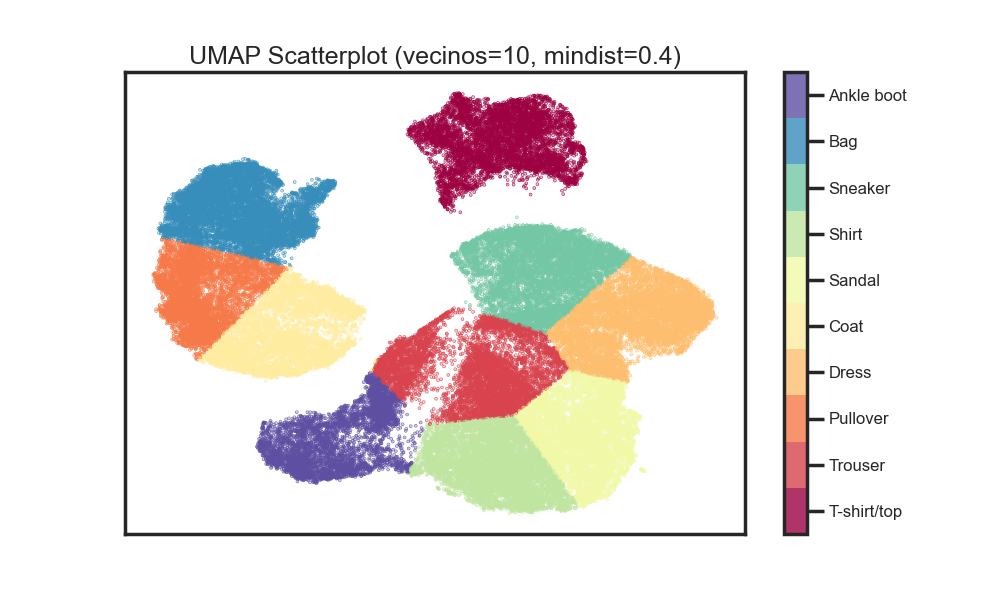 UMAP Scatterplot (vecinos=10, mindist=0.4)
Ankle boot
Bag
Sneaker
Shirt
Sandal
Coat
Dress
Pullover
Trouser
T-shirt/top